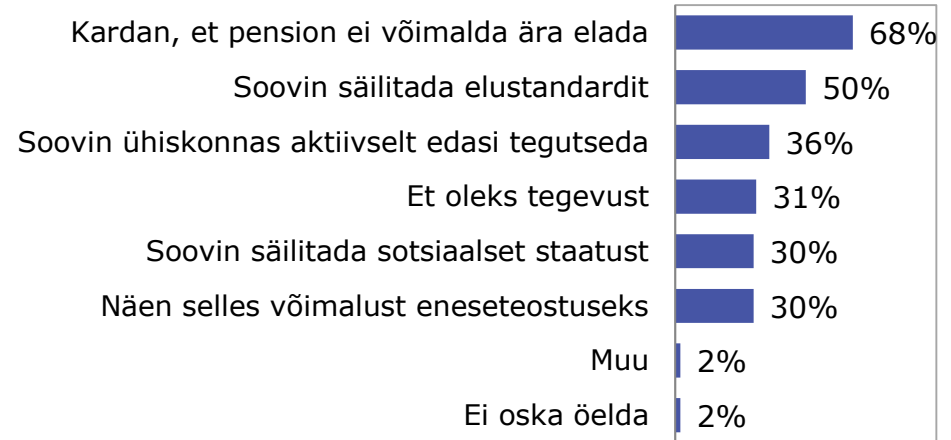 Kardan, et pension ei võimalda ära elada 68%
Soovin säilitada elustandardit 50%
Soovin ühiskonnas aktiivselt edasi tegutseda 36%
Et oleks tegevust 31%
Soovin säilitada sotsiaalset staatust 30%
Näen selles võimalust eneseteostuseks 30%
Muu 2%
Ei oska öelda 2%